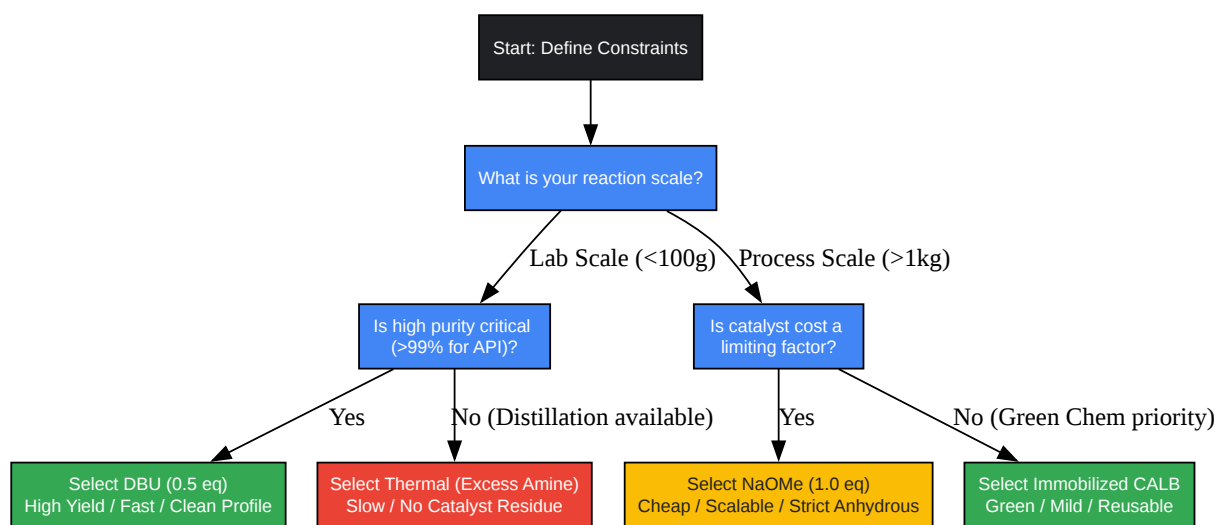 Start: Define Constraints
What is your reaction scale?
Lab Scale (<100g)
Process Scale (>1kg)
Is high purity critical
(>99% for API)?
Is catalyst cost a
limiting factor?
Yes
No (Distillation available)
Yes
No (Green Chem priority)
Select DBU (0.5 eq)
High Yield / Fast / Clean Profile
Select Thermal (Excess Amine)
Slow / No Catalyst Residue
Select NaOMe (1.0 eq)
Cheap / Scalable / Strict Anhydrous
Select Immobilized CALB
Green / Mild / Reusable